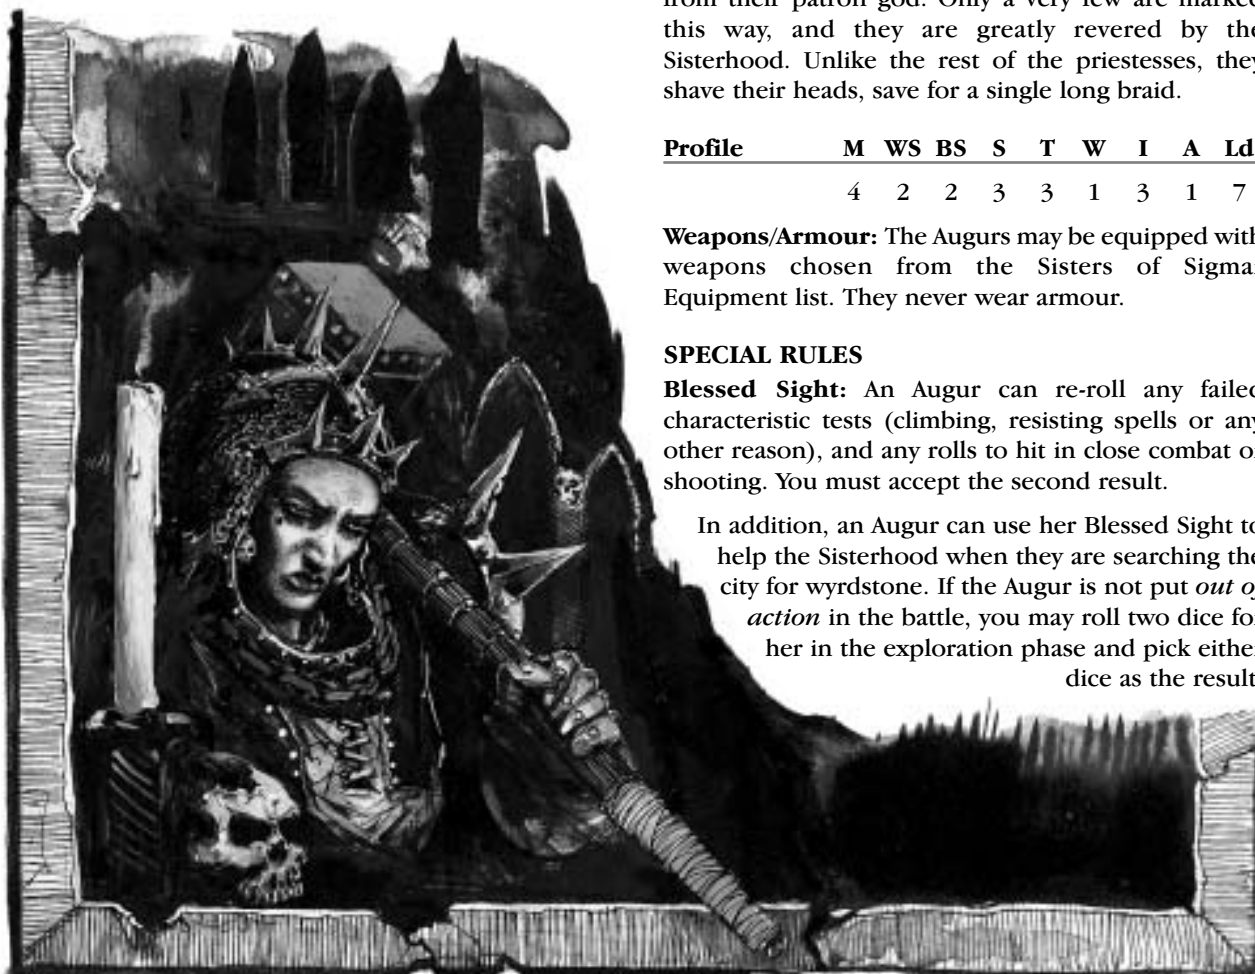 from their patron god. Only a very few are marked
this way, and they are greatly revered by the
Sisterhood. Unlike the rest of the priestesses, they
shave their heads, save for a single long braid.
Profile M WS BS S T W I A Ld
4 2 2 3 3 1 3 1 7
Weapons/Armour: The Augurs may be equipped with
weapons chosen from the Sisters of Sigmar
Equipment list. They never wear armour.
SPECIAL RULES
Blessed Sight: An Augur can re-roll any failed
characteristic tests (climbing, resisting spells or any
other reason), and any rolls to hit in close combat or
shooting. You must accept the second result.
In addition, an Augur can use her Blessed Sight to
help the Sisterhood when they are searching the
city for wyrdstone. If the Augur is not put out of
action in the battle, you may roll two dice for
her in the exploration phase and pick either
dice as the result